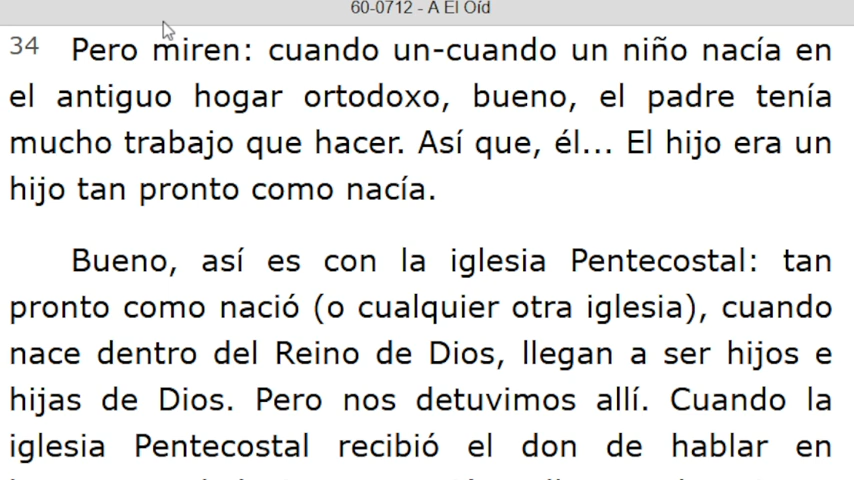 60-0712 - A El Oíd
34 Pero miren: cuando un-cuando un niño nacía en
el antiguo hogar ortodoxo, bueno, el padre tenía
mucho trabajo que hacer. Así que, él... El hijo era un
hijo tan pronto como nacía.
Bueno, así es con la iglesia Pentecostal: tan
pronto como nació (o cualquier otra iglesia), cuando
nace dentro del Reino de Dios, llegan a ser hijos e
hijas de Dios. Pero nos detuvimos allí. Cuando la
iglesia Pentecostal recibió el don de hablar en